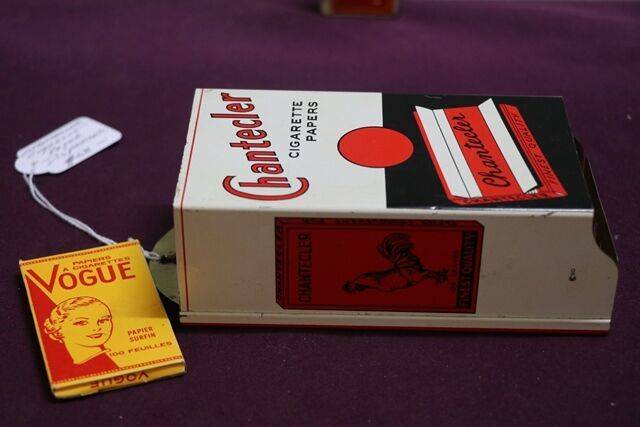 Chantecler
CIGARETTE
PAPERS
Chantecler
FINEST QUALITY
CHANTECLER
FINEST QUALITY
PAPIERS
A CIGARETTES
VOGUE
PAPIER
SURFIN
100 FEUILLES
VOGUE